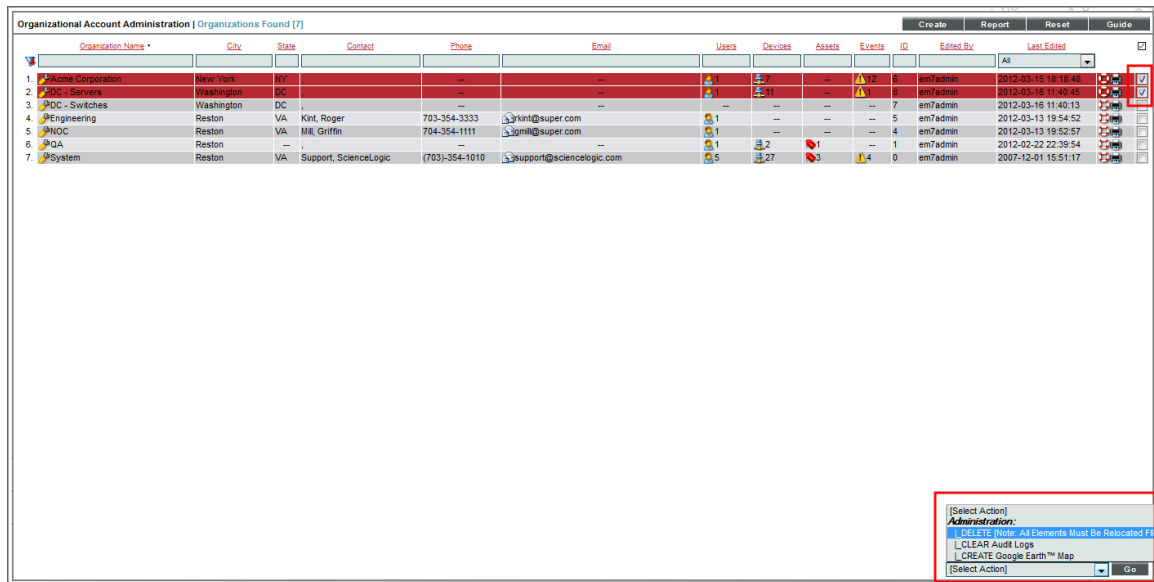 Organizational Account Administration | Organizations Found [7] Create Report Reset Guide
Organization Name • City State Contact Phone Email Users Devices Assets Events ID Edited By Last Edited
All
1. Acme Corporation New York NY , -- -- 1 7 -- 12 6 em7admin 2012-03-15 18:18:48
2. DC - Servers Washington DC , -- -- 1 11 -- 1 8 em7admin 2012-03-16 11:40:45
3. DC - Switches Washington DC , -- -- -- -- -- -- 7 em7admin 2012-03-16 11:40:13
4. Engineering Reston VA Kint, Roger 703-354-3333 rkint@super.com 1 -- -- -- 5 em7admin 2012-03-13 19:54:52
5. NOC Reston VA Mill, Griffin 704-354-1111 gmill@super.com 1 -- -- -- 4 em7admin 2012-03-13 19:52:57
6. QA Reston -- , -- -- 1 2 1 -- 1 em7admin 2012-02-22 22:39:54
7. System Reston VA Support, ScienceLogic (703)-354-1010 support@sciencelogic.com 5 27 3 4 0 em7admin 2007-12-01 15:51:17
[Select Action]
Administration:
|_DELETE [Note: All Elements Must Be Relocated
|_CLEAR Audit Logs
|_CREATE Google Earth™ Map
[Select Action] Go